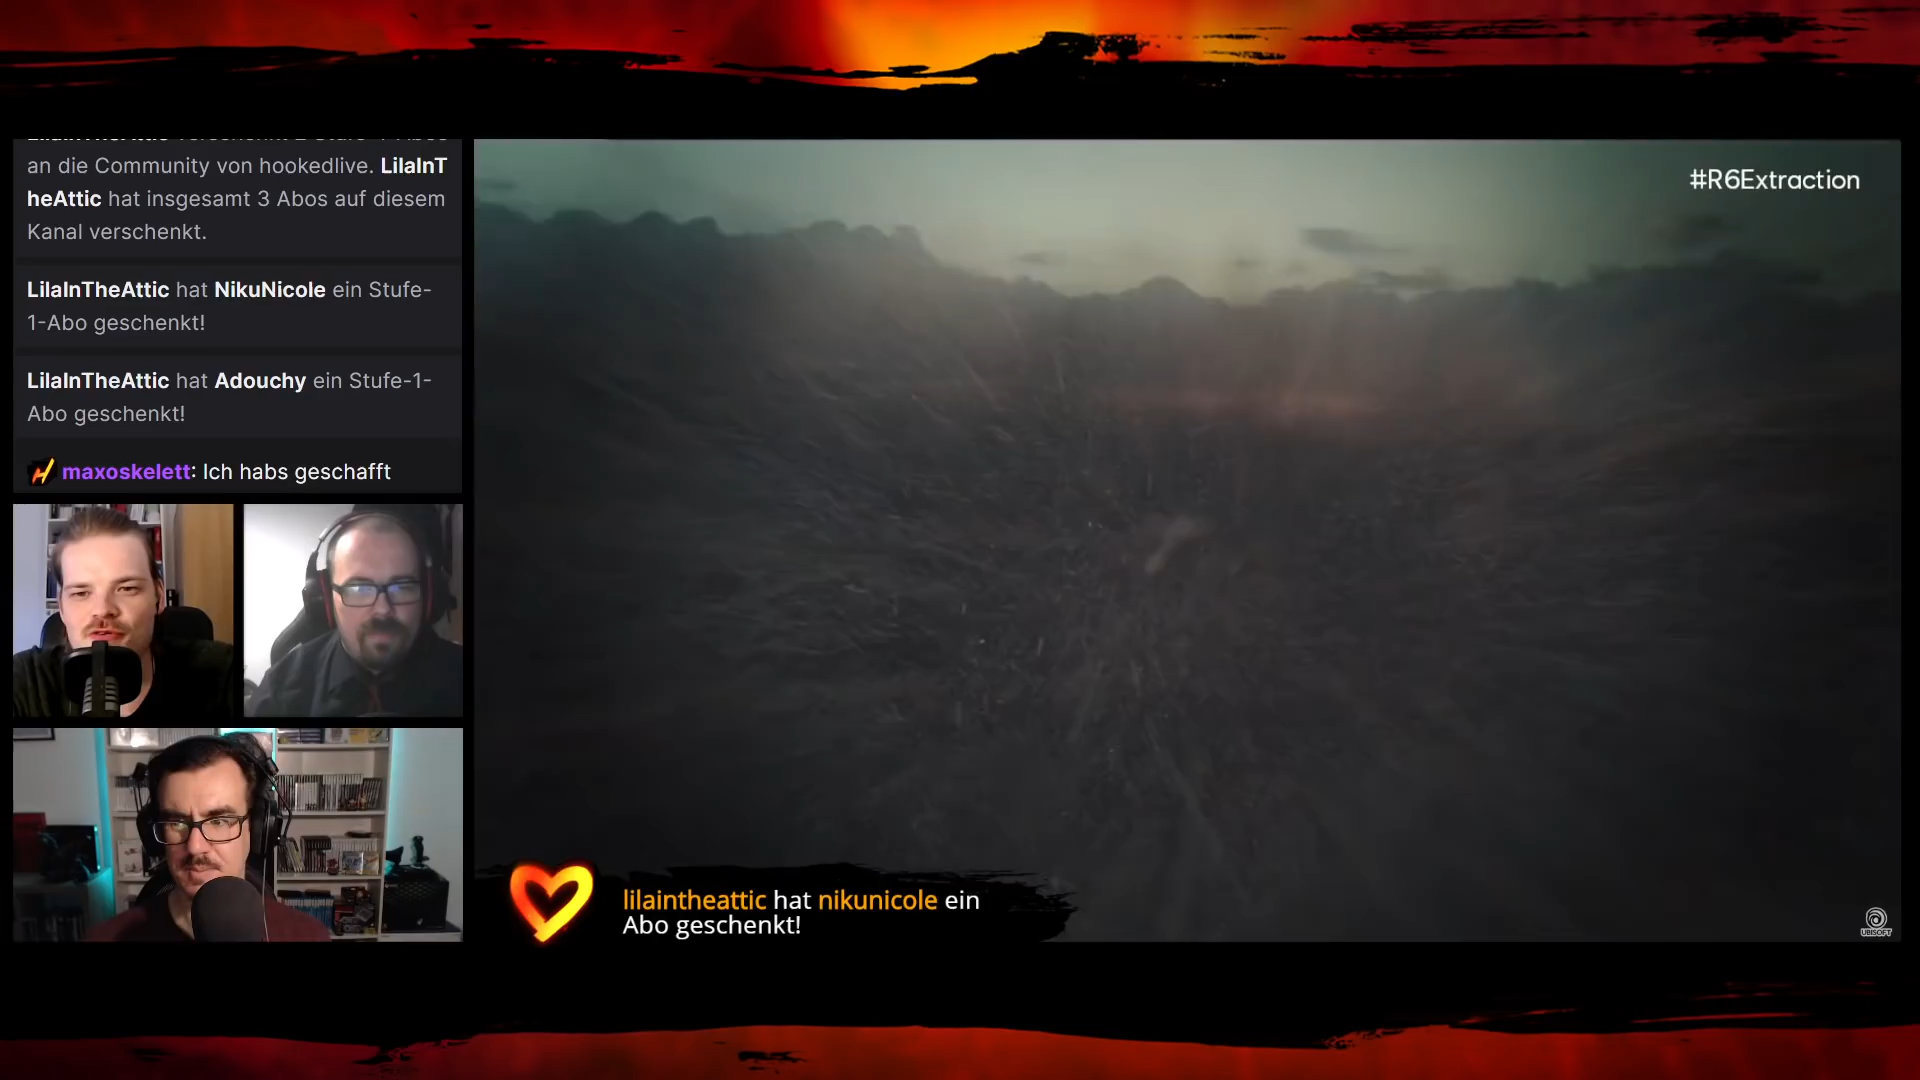 an die Community von hookedlive. LilaInT
heAttic hat insgesamt 3 Abos auf diesem
Kanal verschenkt.
LilaInTheAttic hat NikuNicole ein Stufe-
1-Abo geschenkt!
LilaInTheAttic hat Adouchy ein Stufe-1-
Abo geschenkt!
maxoskelett: Ich habs geschafft
#R6Extraction
lilaintheattic hat nikunicole ein
Abo geschenkt!
UBISOFT